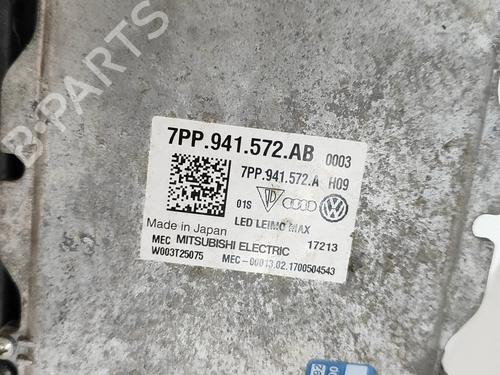 7PP.941.572.AB 0003
7PP.941.572.A H09
01S
LED LEIMO MAX
Made in Japan
17213
MEC MITSUBISHI ELECTRIC
W003T25075 MEC-00013.02.1700504543
B-PARTS